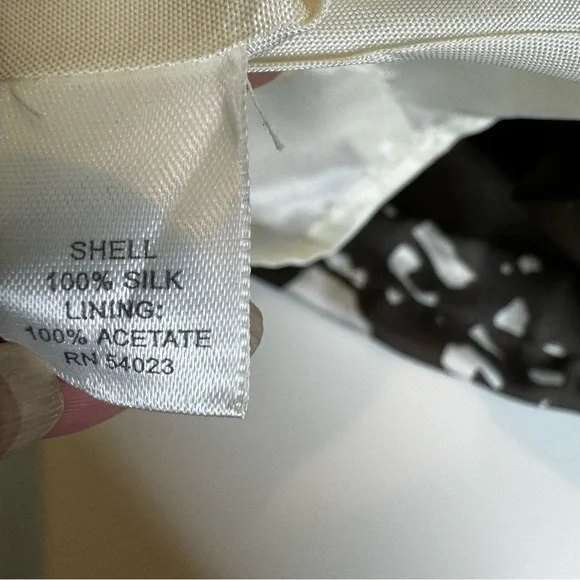 SHELL
100% SILK
LINING:
100% ACETATE
RN 54023